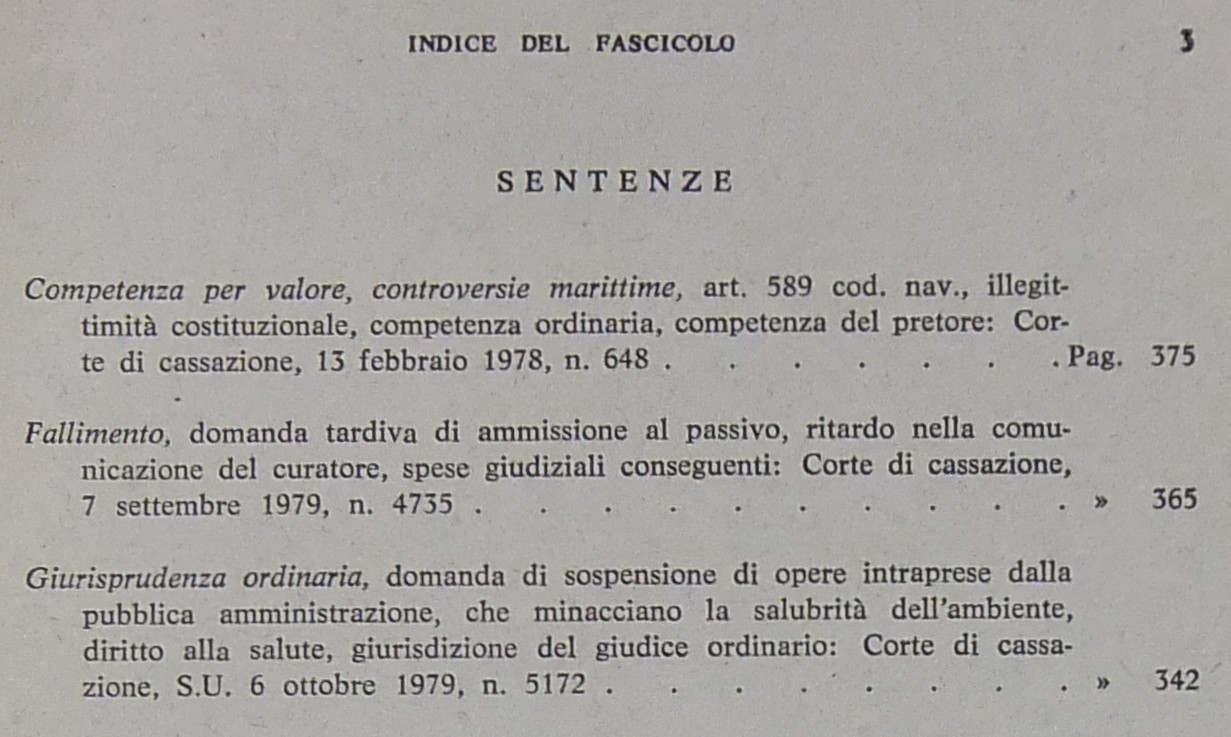 INDICE DEL FASCICOLO 3
SENTENZE
Competenza per valore, controversie marittime, art. 589 cod. nav., illegit-
timità costituzionale, competenza ordinaria, competenza del pretore: Cor-
te di cassazione, 13 febbraio 1978, n. 648 . . . . . . . Pag. 375
Fallimento, domanda tardiva di ammissione al passivo, ritardo nella comu-
nicazione del curatore, spese giudiziali conseguenti: Corte di cassazione,
7 settembre 1979, n. 4735 . . . . . . . . . . » 365
Giurisprudenza ordinaria, domanda di sospensione di opere intraprese dalla
pubblica amministrazione, che minacciano la salubrità dell'ambiente,
diritto alla salute, giurisdizione del giudice ordinario: Corte di cassa-
zione, S.U. 6 ottobre 1979, n. 5172 . . . . . . . . » 342